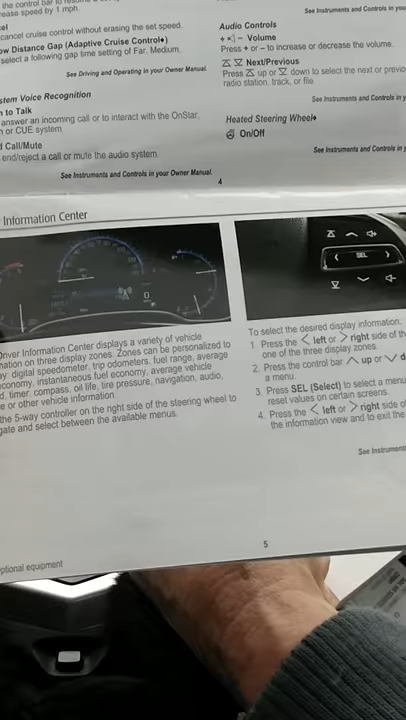 the control bar to
rease speed by 1 mph.
cel
cancel cruise control without erasing the set speed.
ow Distance Gap (Adaptive Cruise Control♦)
select a following gap time setting of Far, Medium,
See Driving and Operating in your Owner Manual.
stem Voice Recognition
h to Talk
answer an incoming call or to interact with the OnStar,
h or CUE system.
d Call/Mute
end/reject a call or mute the audio system.
See Instruments and Controls in your Owner Manual.
4
See Instruments and Controls in you
Audio Controls
+ – Volume
Press + or – to increase or decrease the volume.
Next/Previous
Press up or down to select the next or previo
radio station, track, or file.
See Instruments and Controls in y
Heated Steering Wheel♦
On/Off
See Instruments and Controls in y
Information Center
0
SEL
Driver Information Center displays a variety of vehicle
mation on three display zones. Zones can be personalized to
ay: digital speedometer, trip odometers, fuel range, average
economy, instantaneous fuel economy, average vehicle
d, timer, compass, oil life, tire pressure, navigation, audio,
e or other vehicle information.
the 5-way controller on the right side of the steering wheel to
gate and select between the available menus.
To select the desired display information:
1. Press the < left or > right side of th
one of the three display zones.
2. Press the control bar ∧ up or ∨ d
a menu.
3. Press SEL (Select) to select a menu
reset values on certain screens.
4. Press the < left or > right side of
the information view and to exit the
See Instrument
5
ptional equipment